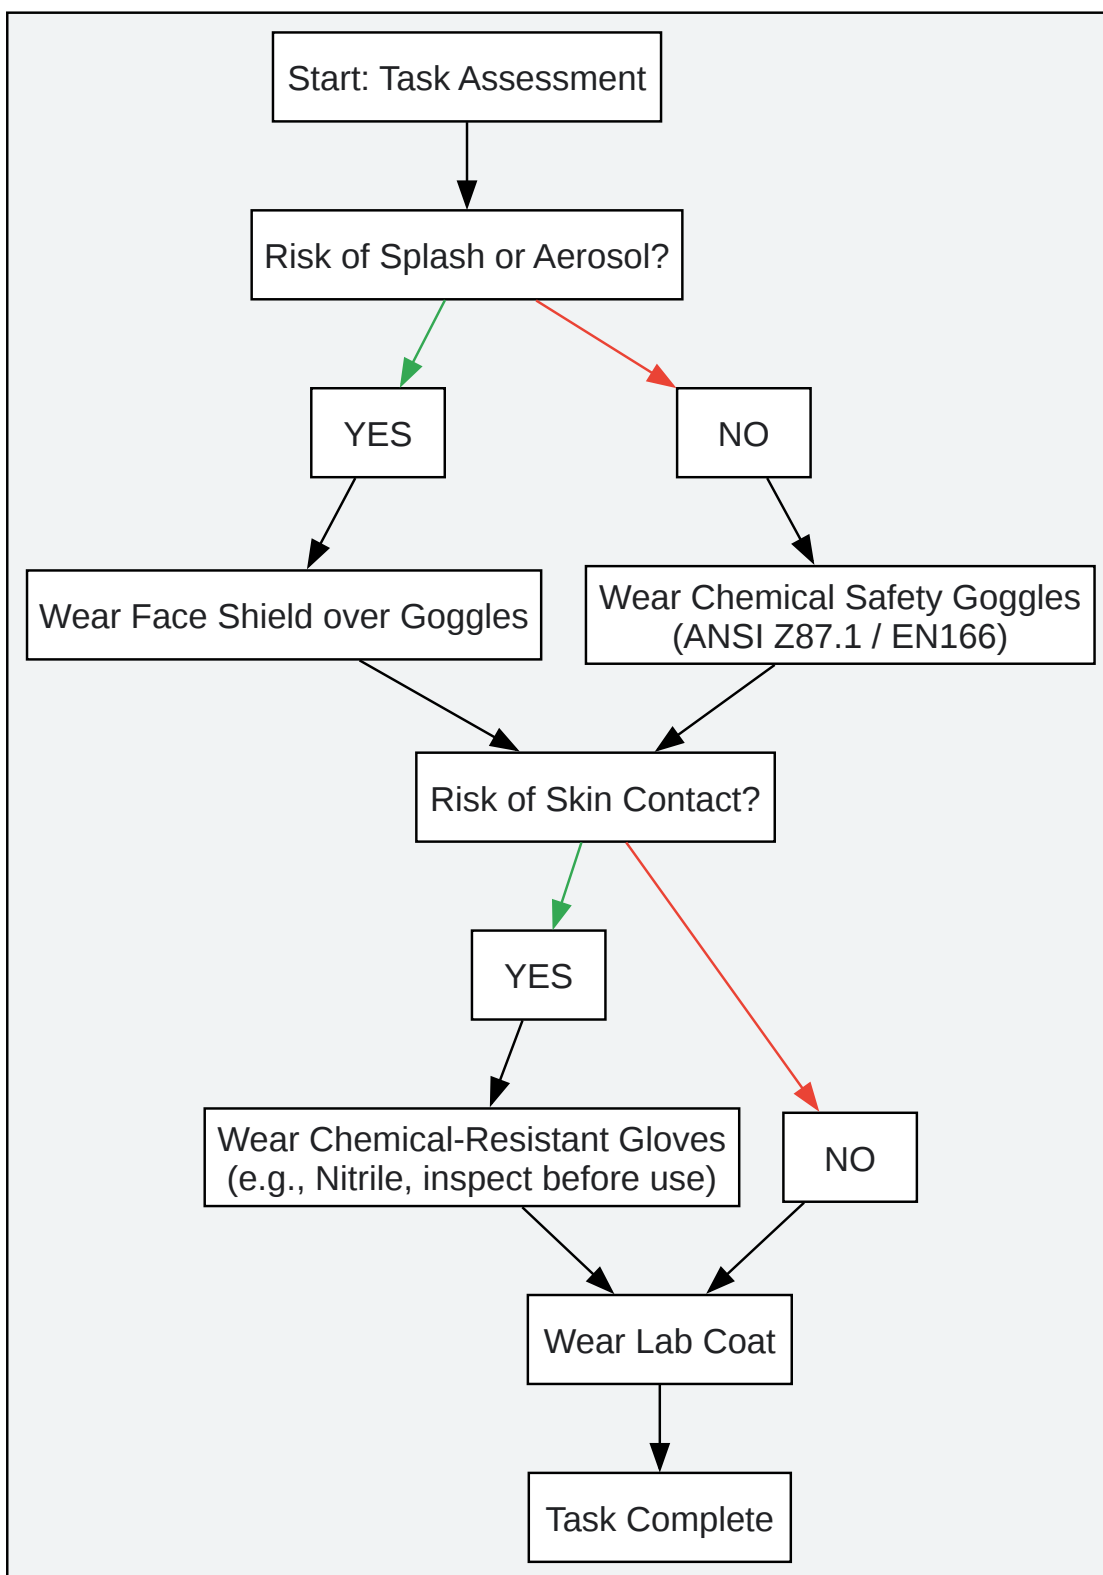 Start: Task Assessment
Risk of Splash or Aerosol?
YES
NO
Wear Face Shield over Goggles
Wear Chemical Safety Goggles
(ANSI Z87.1 / EN166)
Risk of Skin Contact?
YES
Wear Chemical-Resistant Gloves
(e.g., Nitrile, inspect before use)
NO
Wear Lab Coat
Task Complete